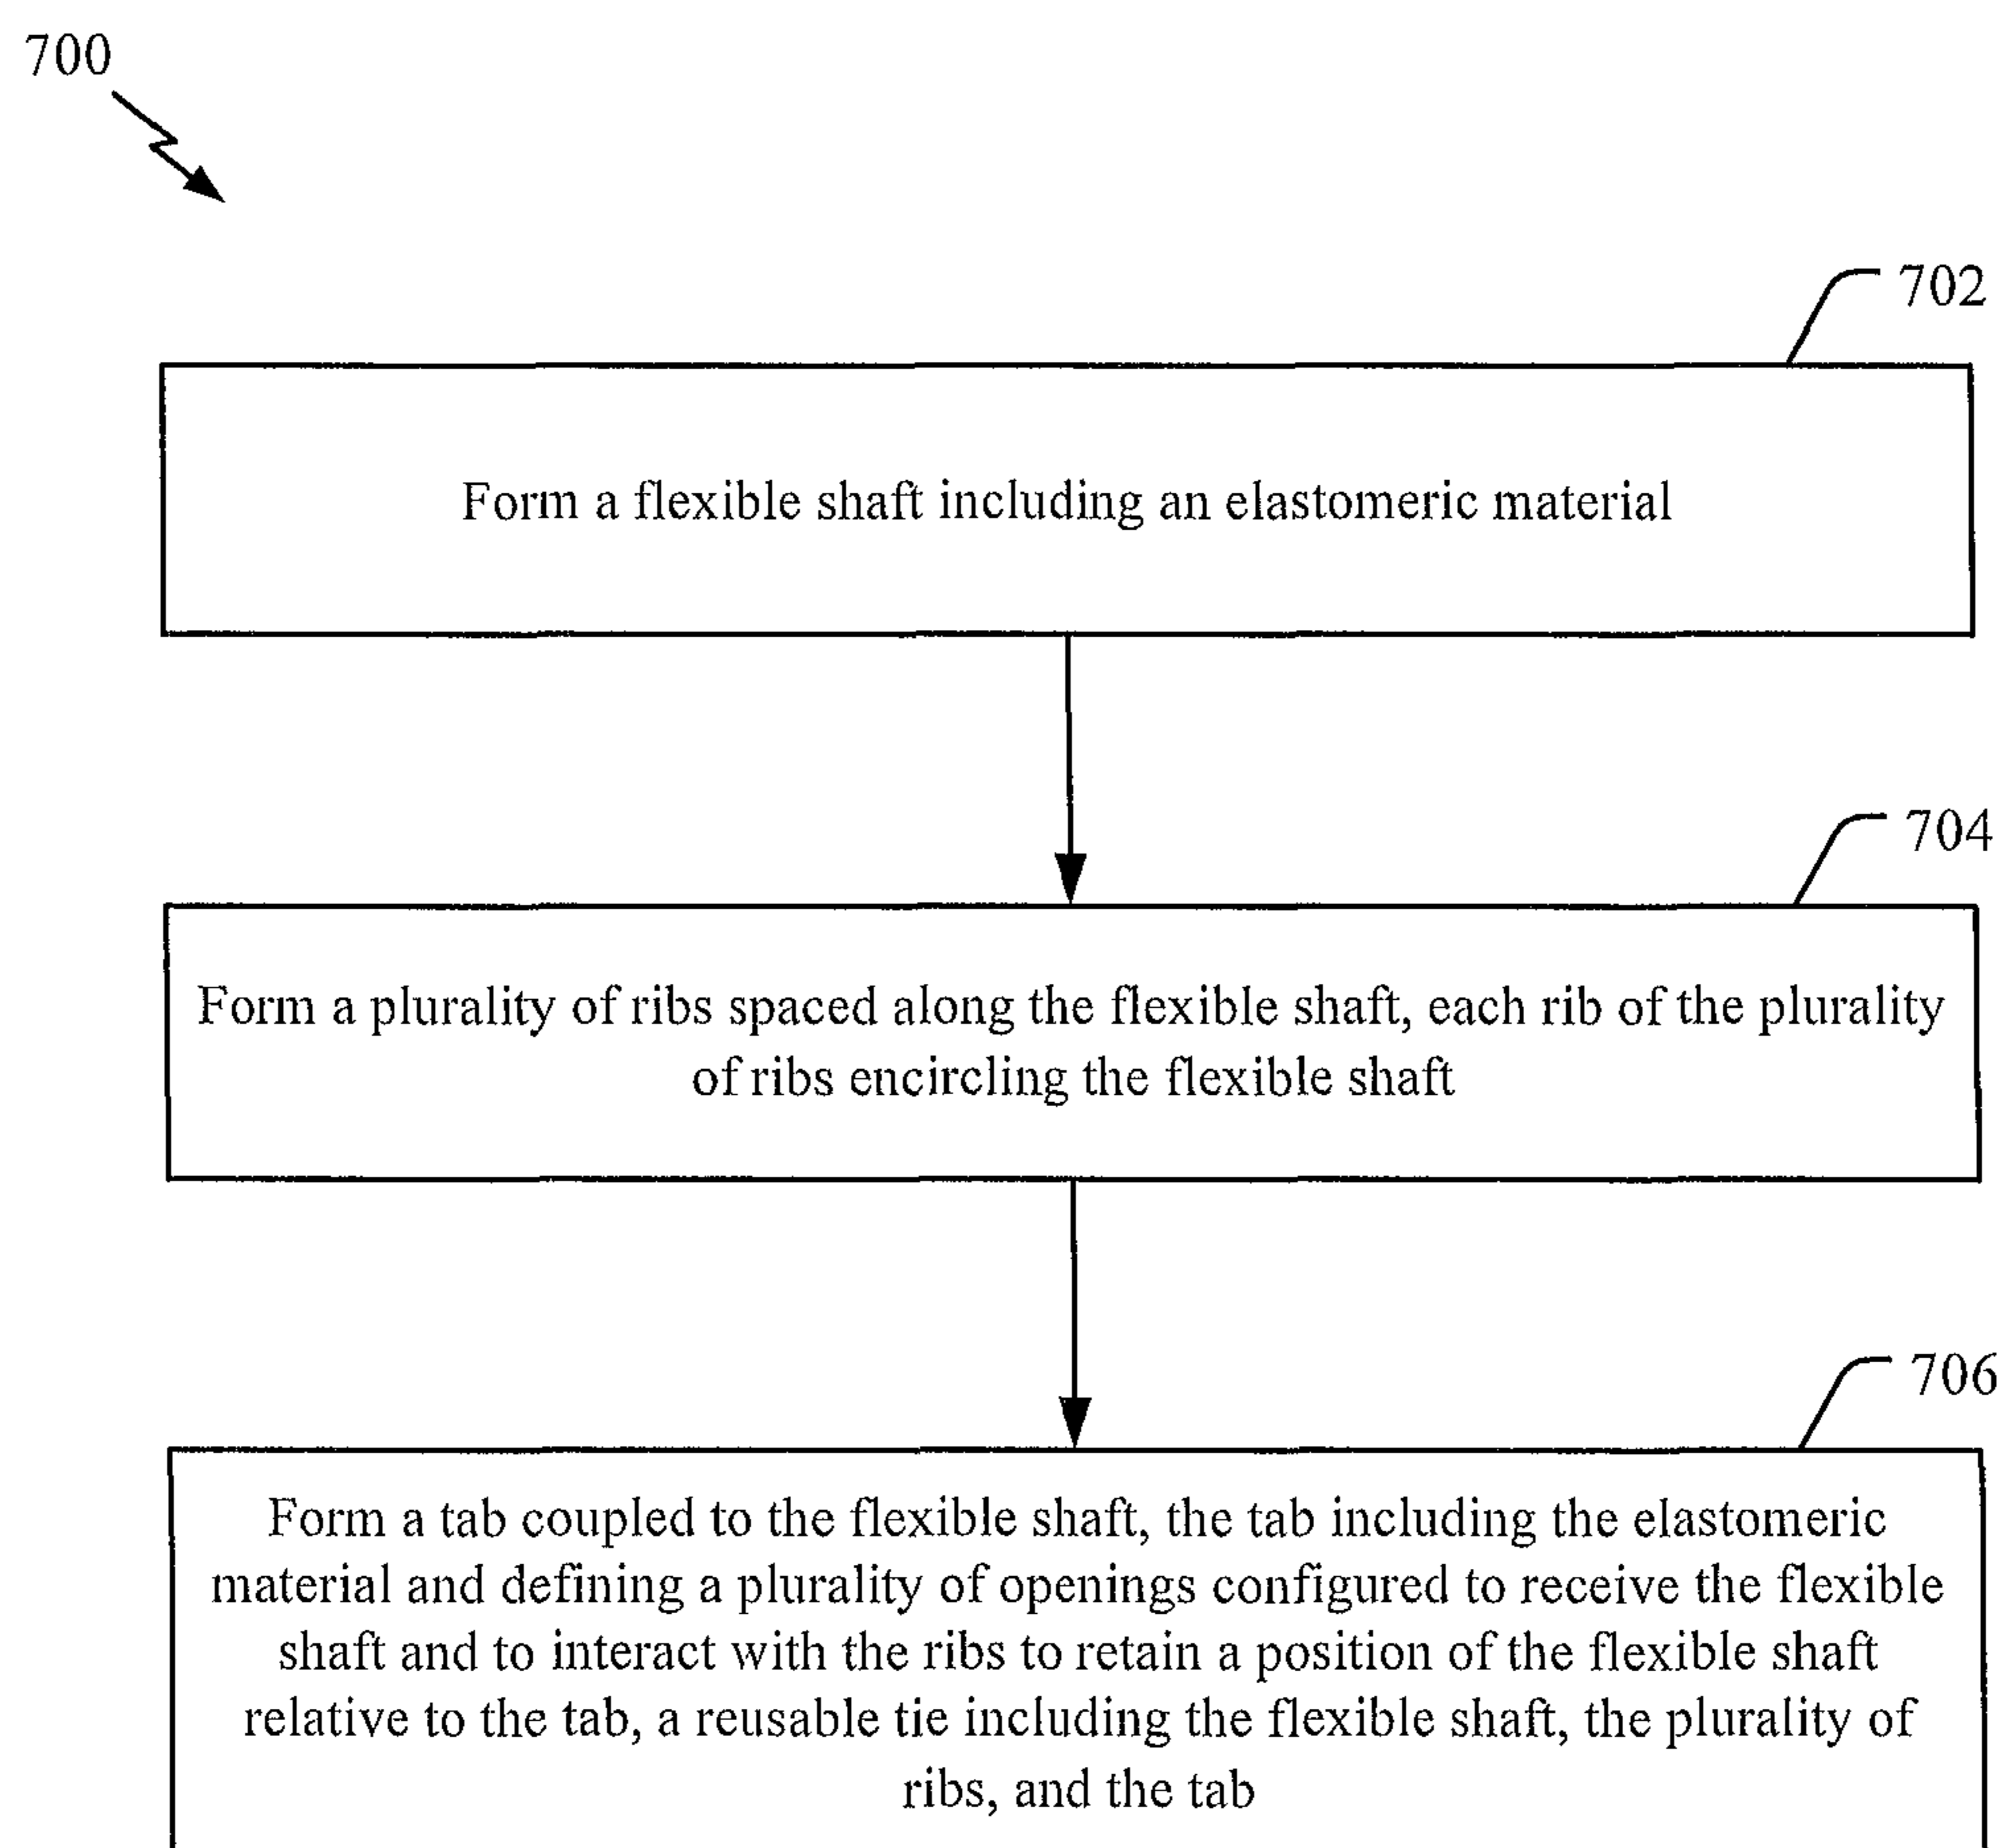 700
702
Form a flexible shaft including an elastomeric material
704
Form a plurality of ribs spaced along the flexible shaft, each rib of the plurality
of ribs encircling the flexible shaft
706
Form a tab coupled to the flexible shaft, the tab including the elastomeric
material and defining a plurality of openings configured to receive the flexible
shaft and to interact with the ribs to retain a position of the flexible shaft
relative to the tab, a reusable tie including the flexible shaft, the plurality of
ribs, and the tab